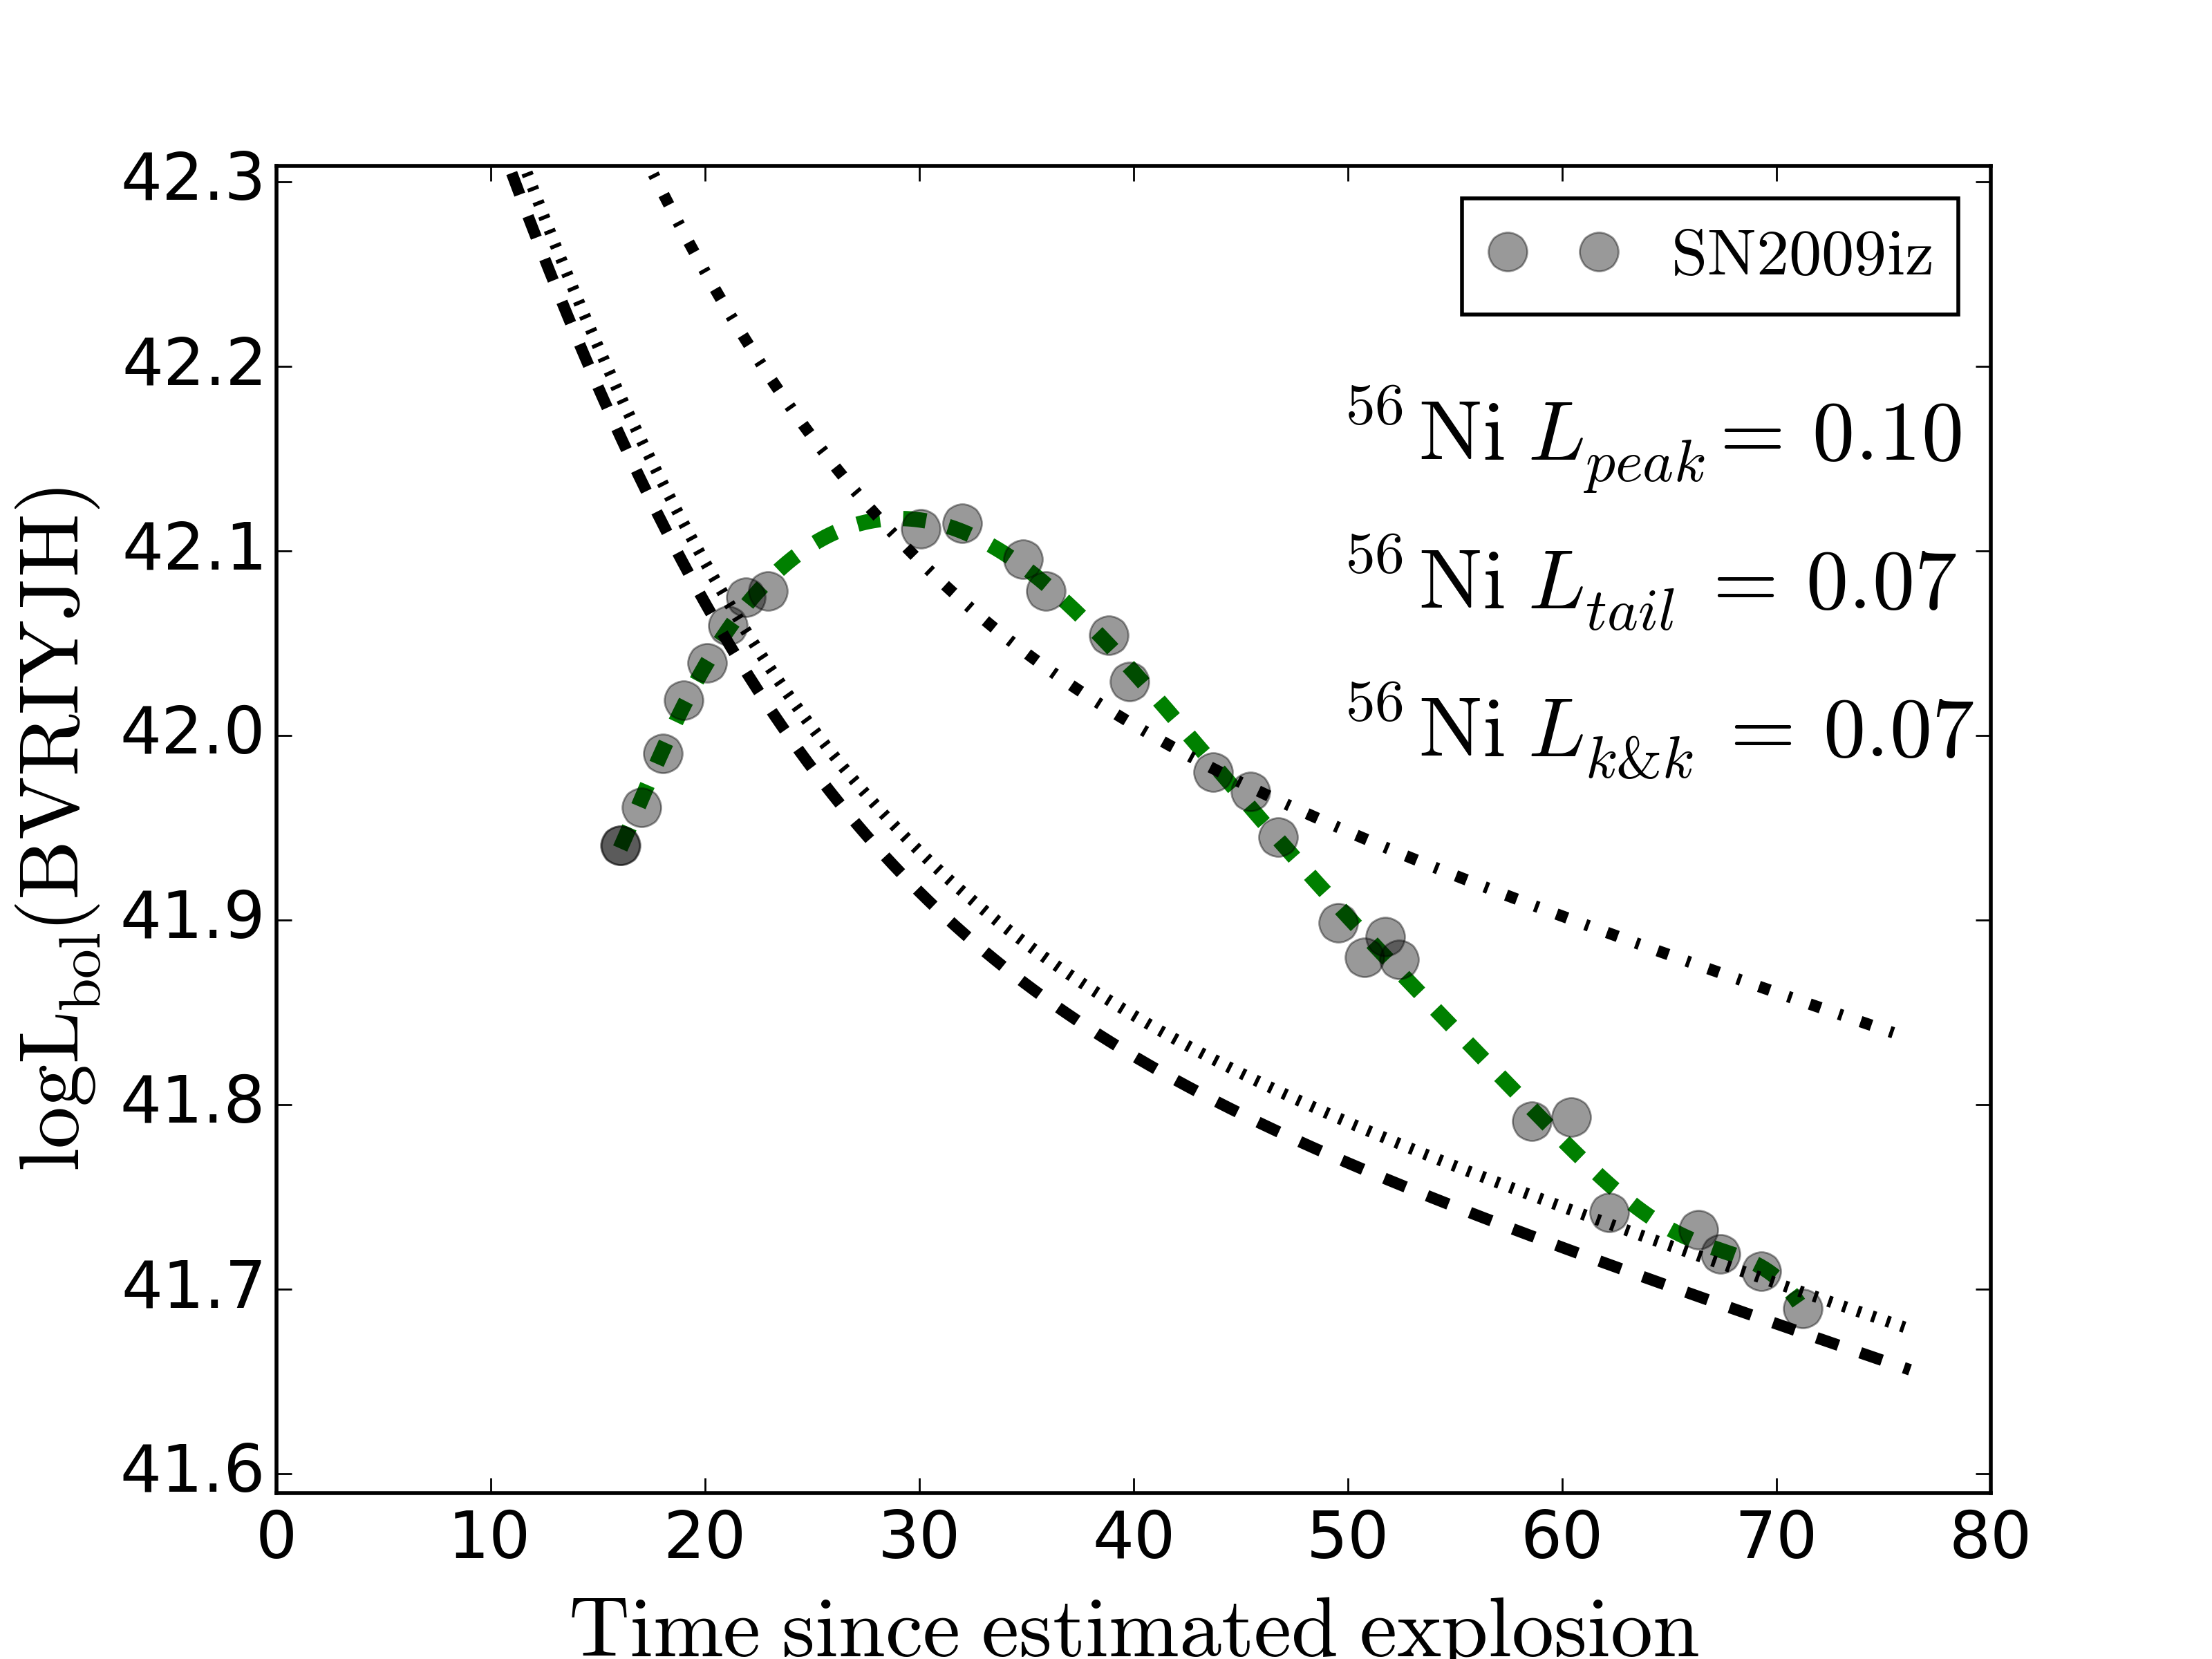 SN2009iz
⁵⁶Ni L_peak = 0.10
⁵⁶Ni L_tail = 0.07
⁵⁶Ni L_k&k = 0.07
logL_bol(BVRIYJH)
42.3
42.2
42.1
42.0
41.9
41.8
41.7
41.6
0 10 20 30 40 50 60 70 80
Time since estimated explosion